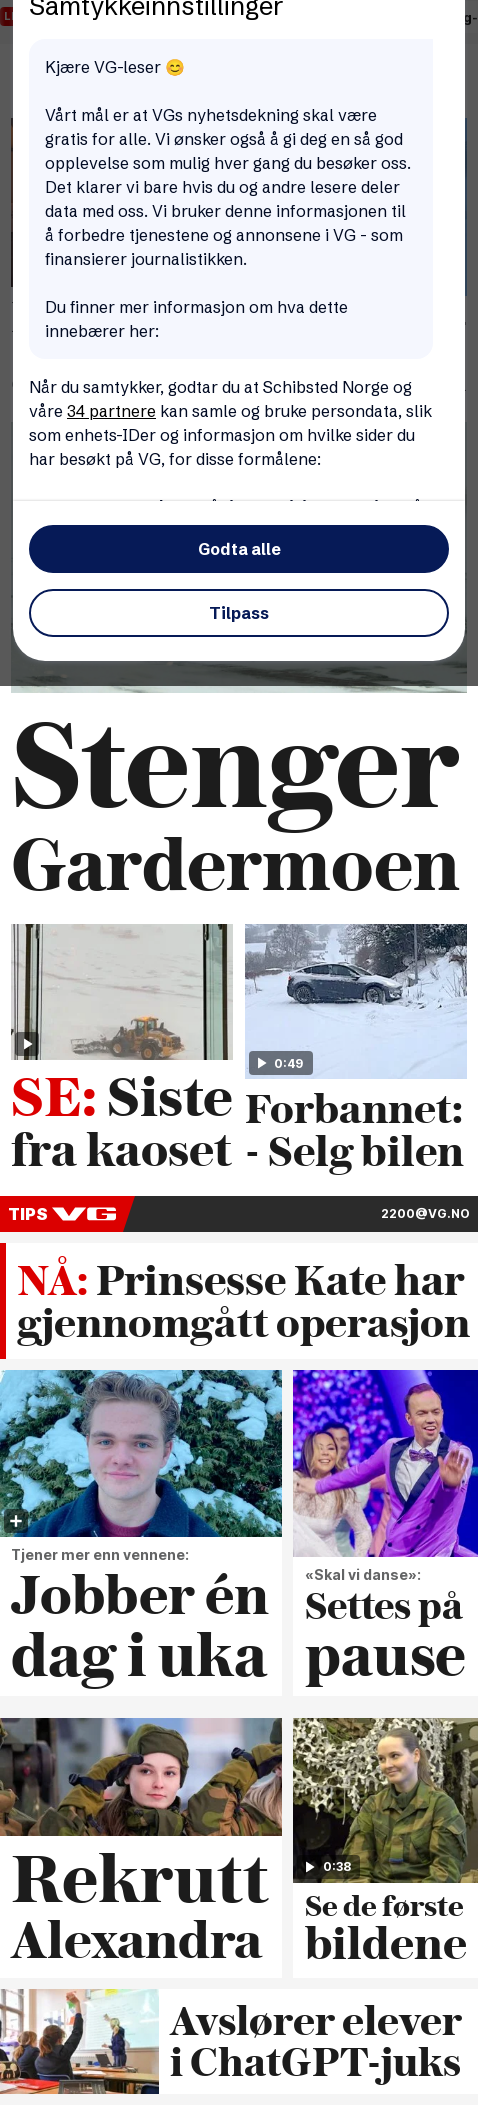 Samtykkeinnstillinger
Kjære VG-leser 😊
Vårt mål er at VGs nyhetsdekning skal være
gratis for alle. Vi ønsker også å gi deg en så god
opplevelse som mulig hver gang du besøker oss.
Det klarer vi bare hvis du og andre lesere deler
data med oss. Vi bruker denne informasjonen til
å forbedre tjenestene og annonsene i VG - som
finansierer journalistikken.
Du finner mer informasjon om hva dette
innebærer her:
Når du samtykker, godtar du at Schibsted Norge og
våre 34 partnere kan samle og bruke persondata, slik
som enhets-IDer og informasjon om hvilke sider du
har besøkt på VG, for disse formålene:
Godta alle
Tilpass
Stenger
Gardermoen
SE: Siste
fra kaoset
0:49
Forbannet:
- Selg bilen
TIPS VG
2200@VG.NO
NÅ: Prinsesse Kate har
gjennomgått operasjon
Tjener mer enn vennene:
Jobber én
dag i uka
«Skal vi danse»:
Settes på
pause
Rekrutt
Alexandra
0:38
Se de første
bildene
Avslører elever
i ChatGPT-juks